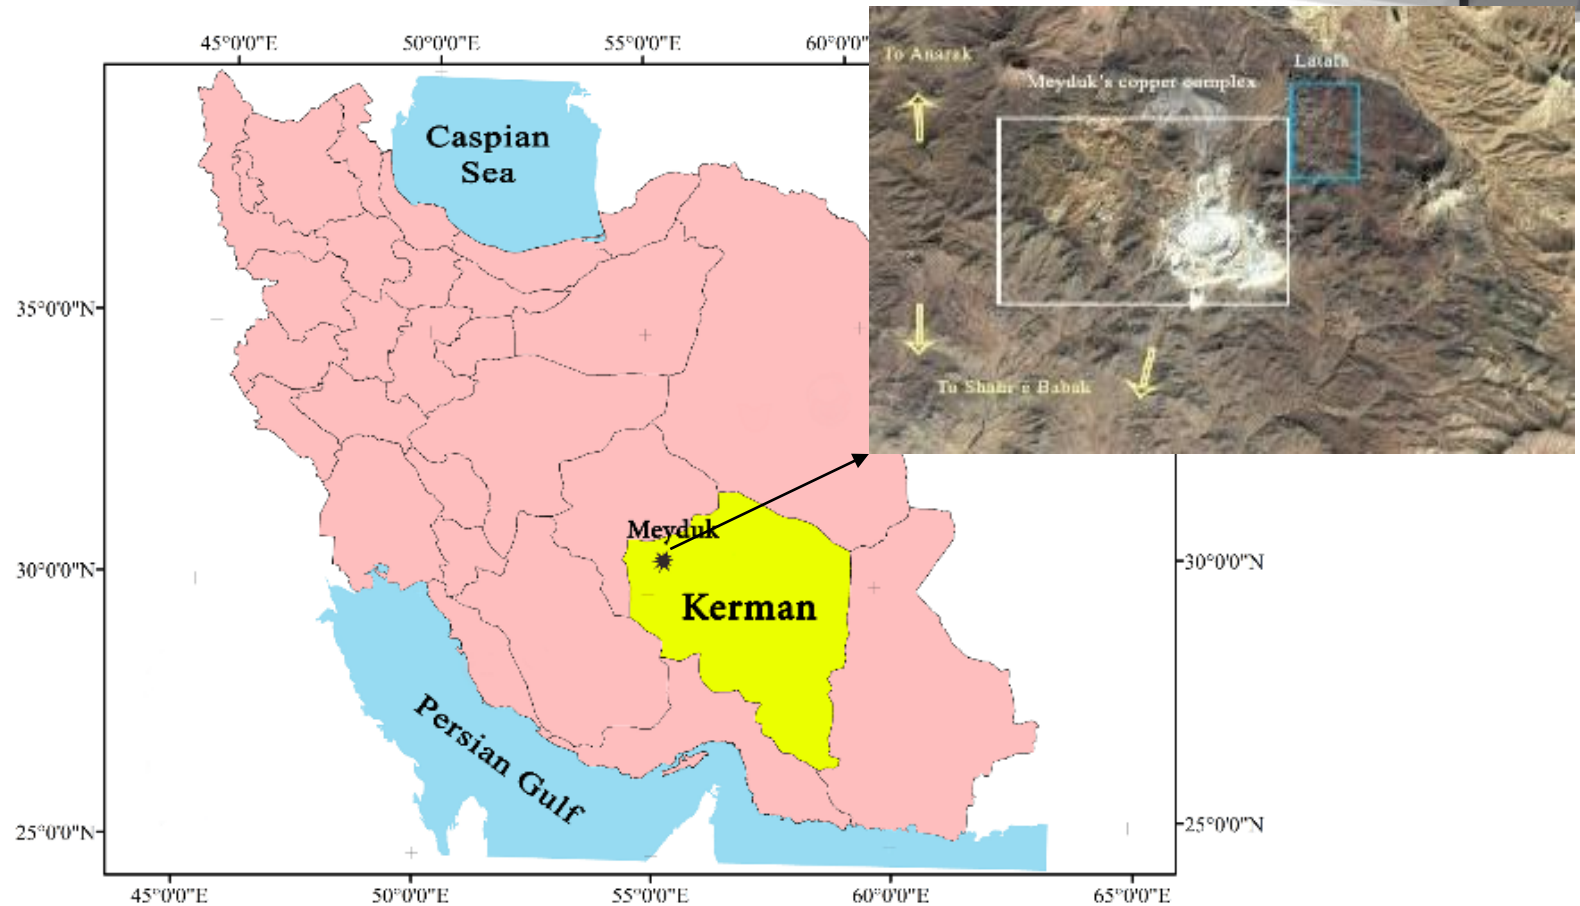 45°0'0"E
50°0'0"E
55°0'0"E
60°0'0"
To Anarak
Latala
Meyduk's copper complex
Caspian
Sea
35°0'0"N
To Shahr e Babak
Meyduk
30°0'0"N
30°0'0"N
Kerman
Persian Gulf
25°0'0"N
25°0'0"N
45°0'0"E
50°0'0"E
55°0'0"E
60°0'0"E
65°0'0"E